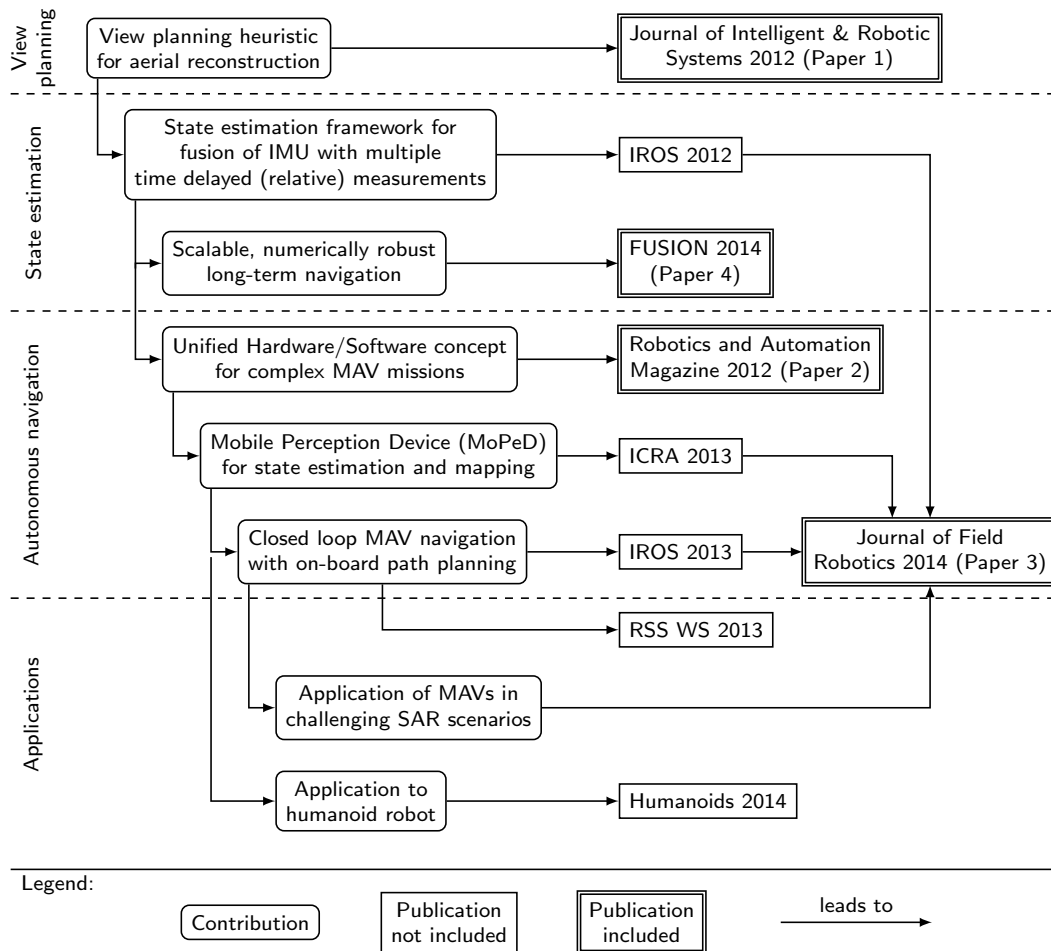 View planning
View planning heuristic
for aerial reconstruction
Journal of Intelligent & Robotic
Systems 2012 (Paper 1)
State estimation
State estimation framework for
fusion of IMU with multiple
time delayed (relative) measurements
IROS 2012
Scalable, numerically robust
long-term navigation
FUSION 2014
(Paper 4)
Autonomous navigation
Unified Hardware/Software concept
for complex MAV missions
Robotics and Automation
Magazine 2012 (Paper 2)
Mobile Perception Device (MoPeD)
for state estimation and mapping
ICRA 2013
Closed loop MAV navigation
with on-board path planning
IROS 2013
Journal of Field
Robotics 2014 (Paper 3)
Applications
RSS WS 2013
Application of MAVs in
challenging SAR scenarios
Application to
humanoid robot
Humanoids 2014
Legend:
Contribution
Publication
not included
Publication
included
leads to